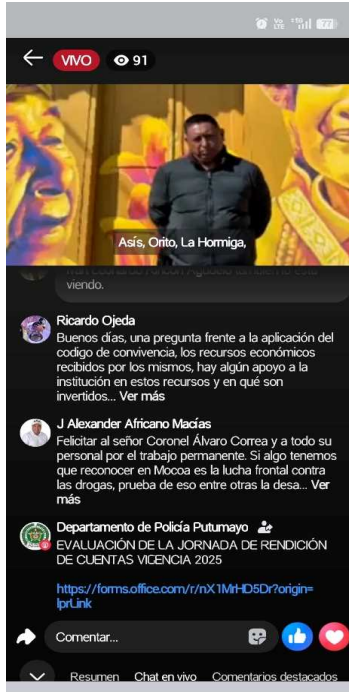 Vo
LTE
77
VIVO 91
Asís, Orito, La Hormiga,
viendo.
Ricardo Ojeda
Buenos días, una pregunta frente a la aplicación del
codigo de convivencia, los recursos económicos
recibidos por los mismos, hay algún apoyo a la
institución en estos recursos y en qué son
invertidos... Ver más
J Alexander Africano Macías
Felicitar al señor Coronel Álvaro Correa y a todo su
personal por el trabajo permanente. Si algo tenemos
que reconocer en Mocoa es la lucha frontal contra
las drogas, prueba de eso entre otras la desa... Ver
más
Departamento de Policía Putumayo
EVALUACIÓN DE LA JORNADA DE RENDICIÓN
DE CUENTAS VIGENCIA 2025
https://forms.office.com/r/nX1MrHD5Dr?origin=
lprLink
Comentar...
Resumen Chat en vivo Comentarios destacados